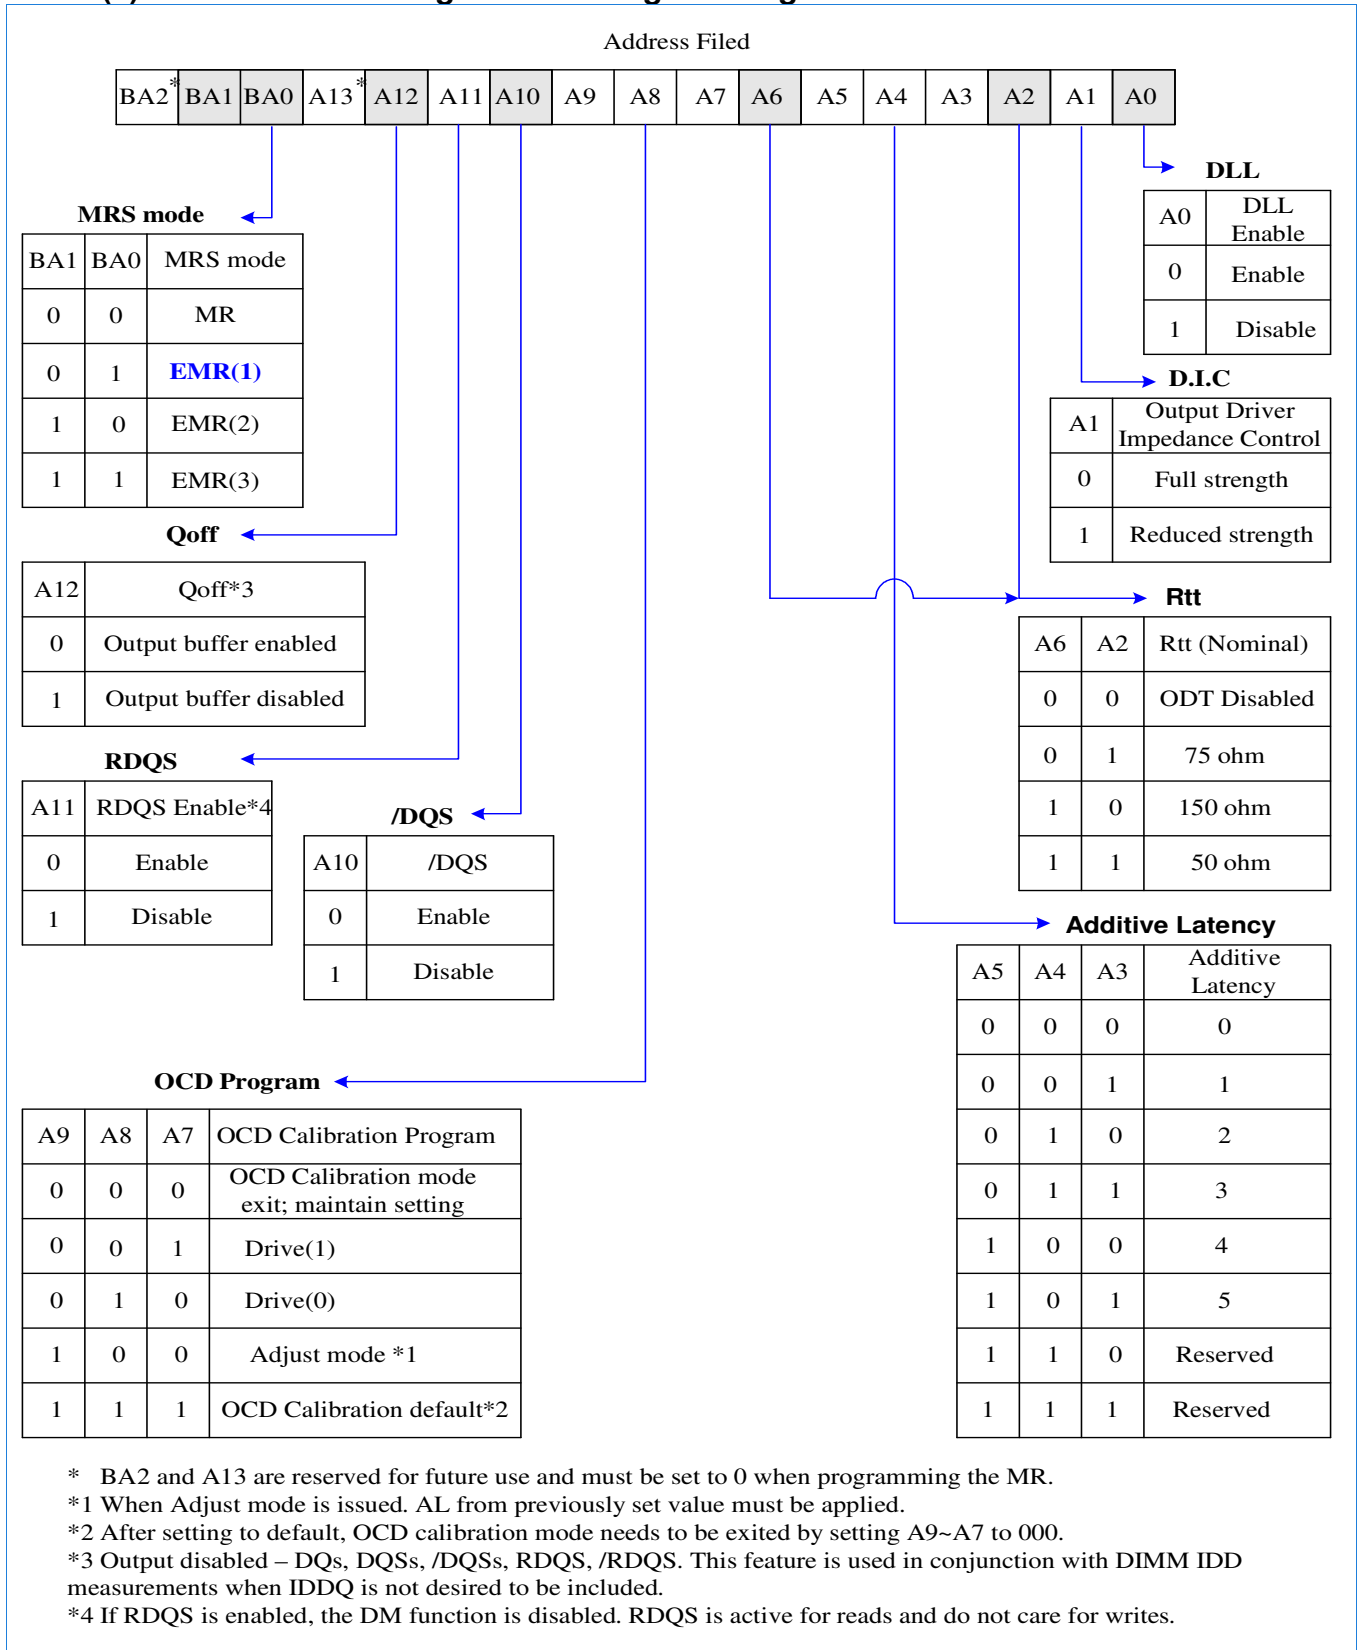 Address Filed
BA2* BA1 BA0 A13* A12 A11 A10 A9 A8 A7 A6 A5 A4 A3 A2 A1 A0
DLL
A0 DLL Enable
0 Enable
1 Disable
MRS mode
BA1 BA0 MRS mode
0 0 MR
0 1 EMR(1)
1 0 EMR(2)
1 1 EMR(3)
D.I.C
A1 Output Driver Impedance Control
0 Full strength
1 Reduced strength
Qoff
A12 Qoff*3
0 Output buffer enabled
1 Output buffer disabled
Rtt
A6 A2 Rtt (Nominal)
0 0 ODT Disabled
0 1 75 ohm
1 0 150 ohm
1 1 50 ohm
RDQS
A11 RDQS Enable*4
0 Enable
1 Disable
/DQS
A10 /DQS
0 Enable
1 Disable
Additive Latency
A5 A4 A3 Additive Latency
0 0 0 0
0 0 1 1
0 1 0 2
0 1 1 3
1 0 0 4
1 0 1 5
1 1 0 Reserved
1 1 1 Reserved
OCD Program
A9 A8 A7 OCD Calibration Program
0 0 0 OCD Calibration mode exit; maintain setting
0 0 1 Drive(1)
0 1 0 Drive(0)
1 0 0 Adjust mode *1
1 1 1 OCD Calibration default*2
* BA2 and A13 are reserved for future use and must be set to 0 when programming the MR.
*1 When Adjust mode is issued. AL from previously set value must be applied.
*2 After setting to default, OCD calibration mode needs to be exited by setting A9~A7 to 000.
*3 Output disabled – DQs, DQSs, /DQSs, RDQS, /RDQS. This feature is used in conjunction with DIMM IDD
measurements when IDDQ is not desired to be included.
*4 If RDQS is enabled, the DM function is disabled. RDQS is active for reads and do not care for writes.